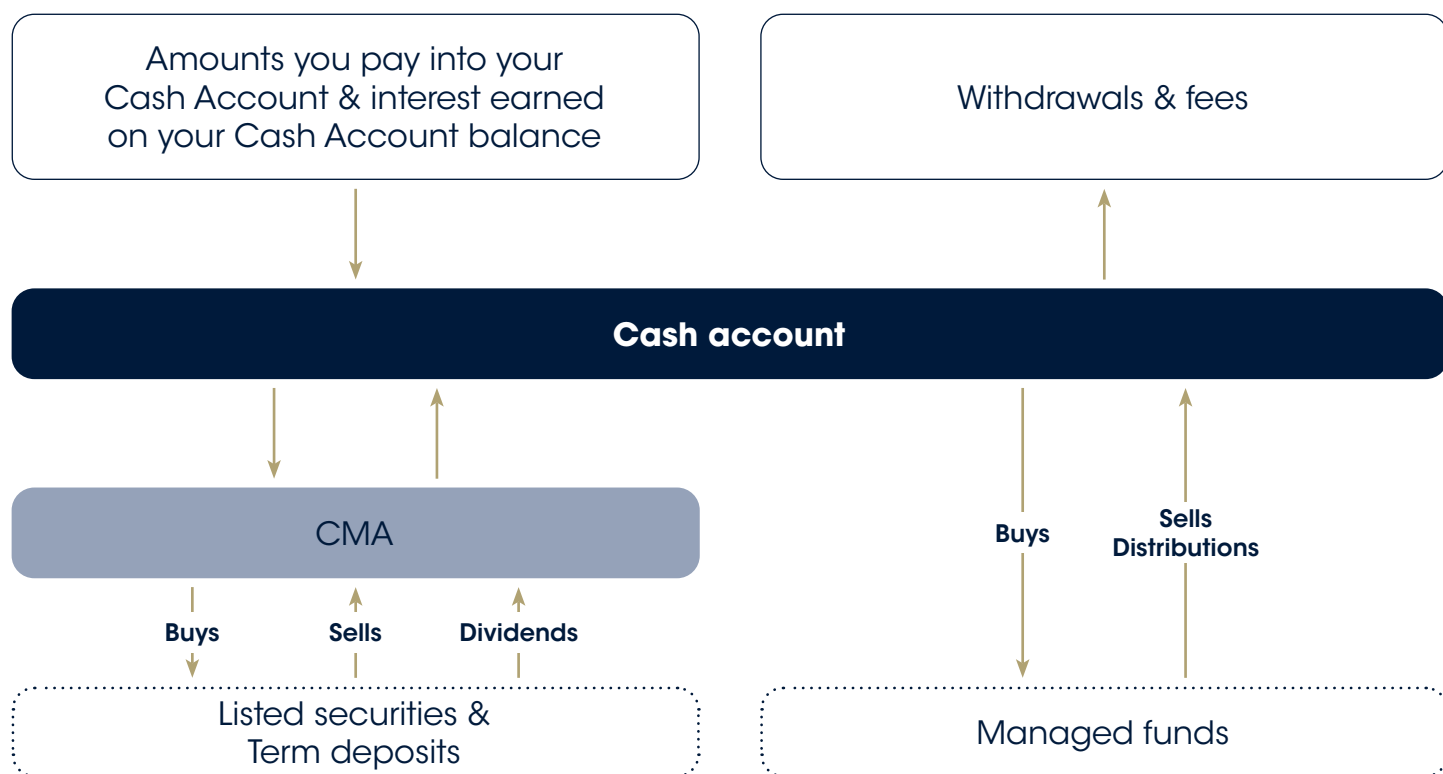 Amounts you pay into your
Cash Account & interest earned
on your Cash Account balance
Withdrawals & fees
Cash account
CMA
Buys
Sells
Dividends
Listed securities &
Term deposits
Buys
Sells
Distributions
Managed funds